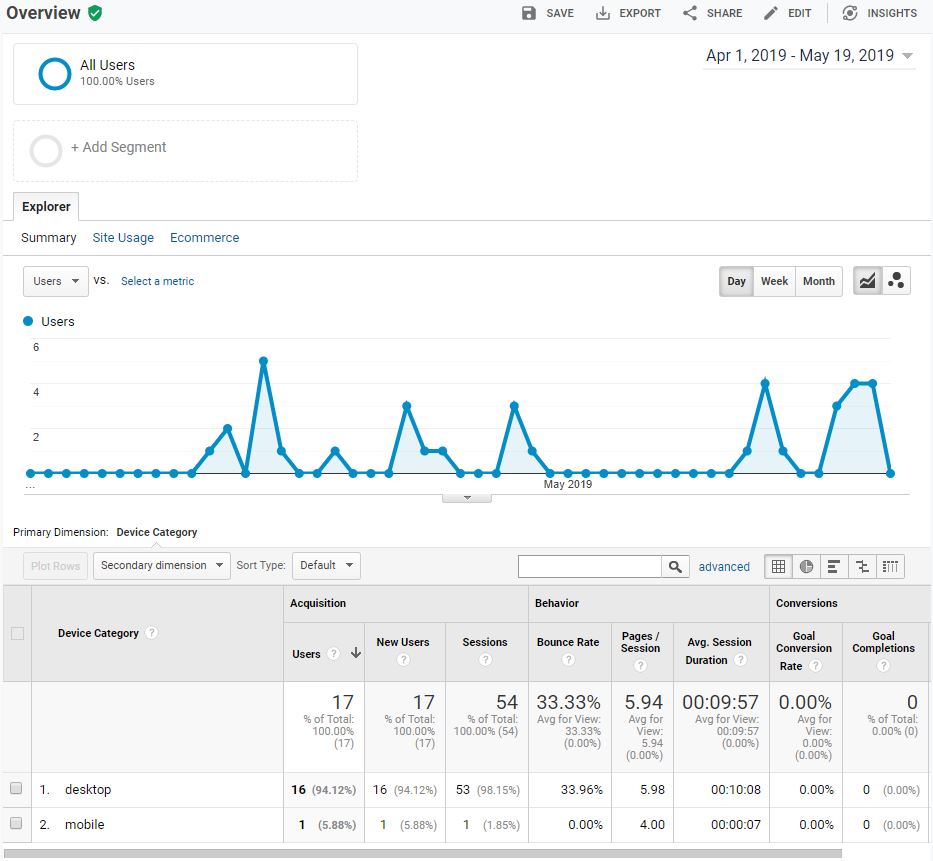 Overview
SAVE EXPORT SHARE EDIT INSIGHTS
All Users
100.00% Users
Apr 1, 2019 - May 19, 2019
+ Add Segment
Explorer
Summary Site Usage Ecommerce
Users VS. Select a metric
Day Week Month
Users
6
4
2
...
May 2019
Primary Dimension: Device Category
Plot Rows Secondary dimension Sort Type: Default advanced
Device Category ?
Acquisition Behavior Conversions
Users ? New Users ? Sessions ? Bounce Rate ? Pages / Session ? Avg. Session Duration ? Goal Conversion Rate ? Goal Completions ?
17 17 54 33.33% 5.94 00:09:57 0.00% 0
% of Total: 100.00% (17) % of Total: 100.00% (17) % of Total: 100.00% (54) Avg for View: 33.33% (0.00%) Avg for View: 5.94 (0.00%) Avg for View: 00:09:57 (0.00%) Avg for View: 0.00% (0.00%) % of Total: 0.00% (0)
1. desktop 16 (94.12%) 16 (94.12%) 53 (98.15%) 33.96% 5.98 00:10:08 0.00% 0 (0.00%)
2. mobile 1 (5.88%) 1 (5.88%) 1 (1.85%) 0.00% 4.00 00:00:07 0.00% 0 (0.00%)